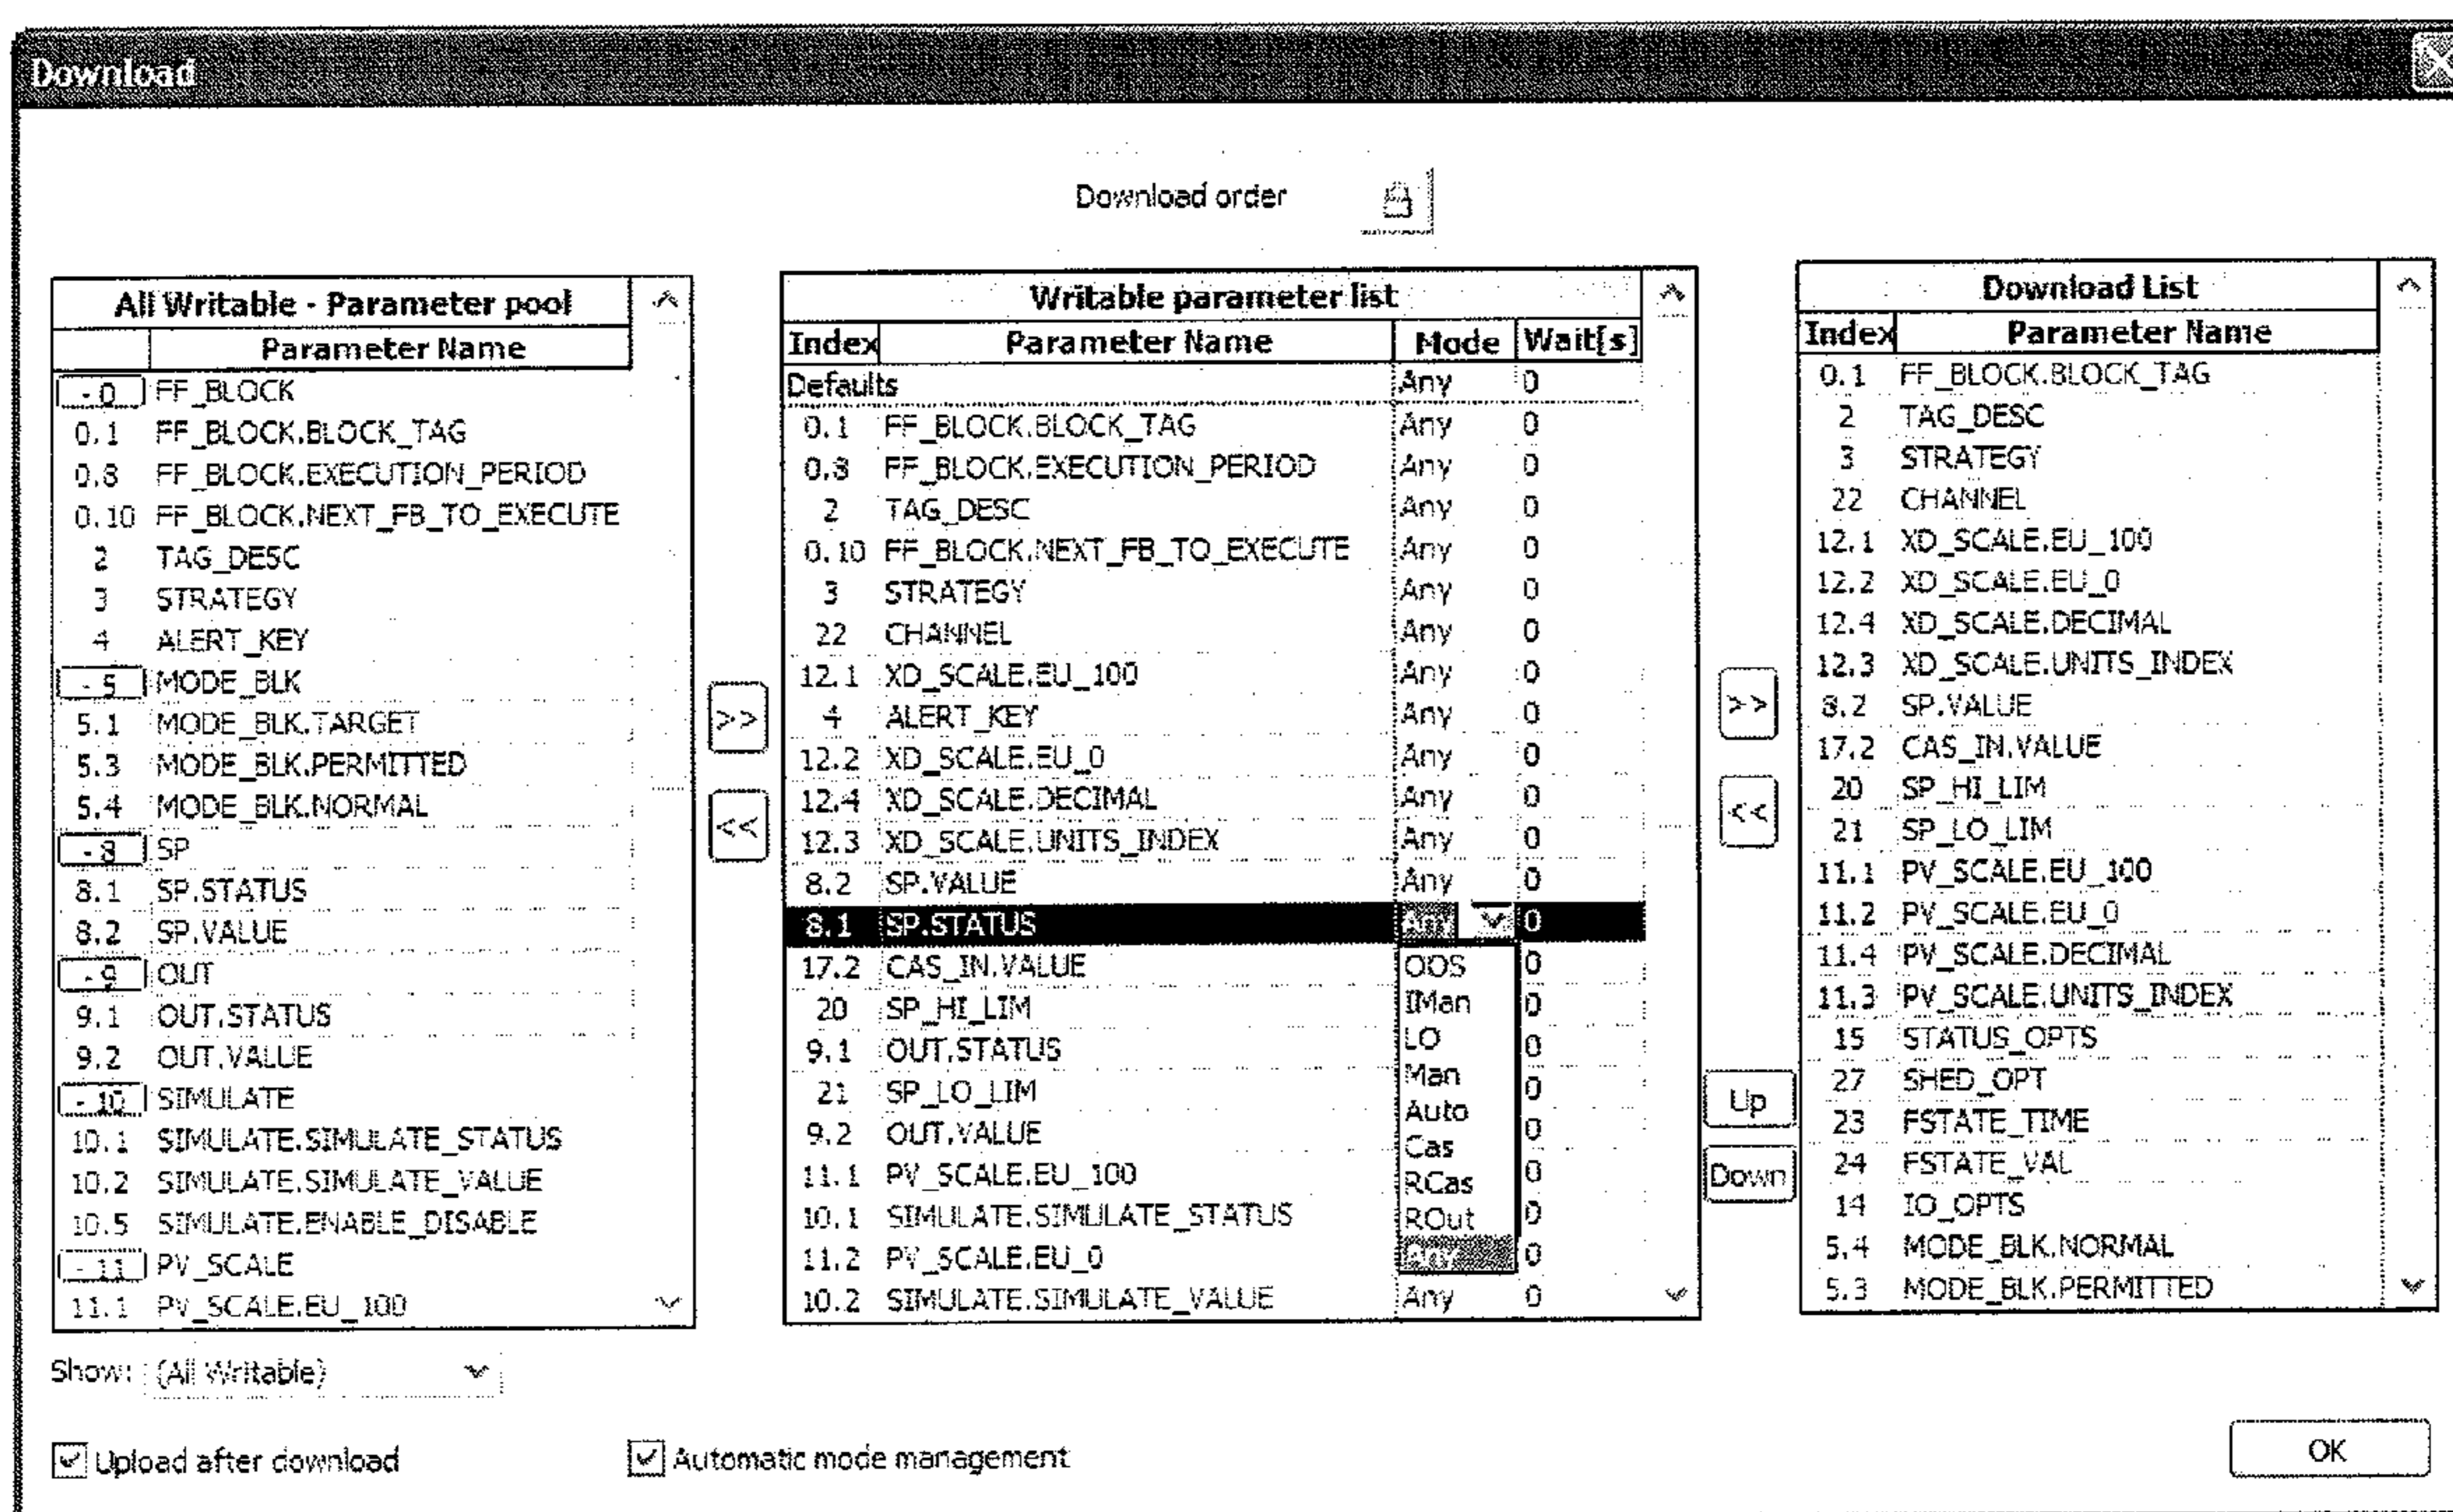 Download
Download order
All Writable - Parameter pool
Parameter Name
- 0 FF_BLOCK
0.1 FF_BLOCK.BLOCK_TAG
0.8 FF_BLOCK.EXECUTION_PERIOD
0.10 FF_BLOCK.NEXT_FB_TO_EXECUTE
2 TAG_DESC
3 STRATEGY
4 ALERT_KEY
- 5 MODE_BLK
5.1 MODE_BLK.TARGET
5.3 MODE_BLK.PERMITTED
5.4 MODE_BLK.NORMAL
- 8 SP
8.1 SP.STATUS
8.2 SP.VALUE
- 9 OUT
9.1 OUT.STATUS
9.2 OUT.VALUE
- 10 SIMULATE
10.1 SIMULATE.SIMULATE_STATUS
10.2 SIMULATE.SIMULATE_VALUE
10.5 SIMULATE.ENABLE_DISABLE
- 11 PV_SCALE
11.1 PV_SCALE.EU_100
>>
<<
Writable parameter list
Index Parameter Name Mode Wait[s]
Defaults Any 0
0.1 FF_BLOCK.BLOCK_TAG Any 0
0.8 FF_BLOCK.EXECUTION_PERIOD Any 0
2 TAG_DESC Any 0
0.10 FF_BLOCK.NEXT_FB_TO_EXECUTE Any 0
3 STRATEGY Any 0
22 CHANNEL Any 0
12.1 XD_SCALE.EU_100 Any 0
4 ALERT_KEY Any 0
12.2 XD_SCALE.EU_0 Any 0
12.4 XD_SCALE.DECIMAL Any 0
12.3 XD_SCALE.UNITS_INDEX Any 0
8.2 SP.VALUE Any 0
8.1 SP.STATUS Any 0
17.2 CAS_IN.VALUE OOS 0
20 SP_HI_LIM IMan 0
9.1 OUT.STATUS LO 0
21 SP_LO_LIM Man 0
Auto
9.2 OUT.VALUE Cas 0
11.1 PV_SCALE.EU_100 RCas 0
10.1 SIMULATE.SIMULATE_STATUS ROut 0
11.2 PV_SCALE.EU_0 Any 0
10.2 SIMULATE.SIMULATE_VALUE Any 0
>>
<<
Up
Down
Download List
Index Parameter Name
0.1 FF_BLOCK.BLOCK_TAG
2 TAG_DESC
3 STRATEGY
22 CHANNEL
12.1 XD_SCALE.EU_100
12.2 XD_SCALE.EU_0
12.4 XD_SCALE.DECIMAL
12.3 XD_SCALE.UNITS_INDEX
8.2 SP.VALUE
17.2 CAS_IN.VALUE
20 SP_HI_LIM
21 SP_LO_LIM
11.1 PV_SCALE.EU_100
11.2 PV_SCALE.EU_0
11.4 PV_SCALE.DECIMAL
11.3 PV_SCALE.UNITS_INDEX
15 STATUS_OPTS
27 SHED_OPT
23 FSTATE_TIME
24 FSTATE_VAL
14 IO_OPTS
5.4 MODE_BLK.NORMAL
5.3 MODE_BLK.PERMITTED
Show: (All Writable)
Upload after download
Automatic mode management
OK